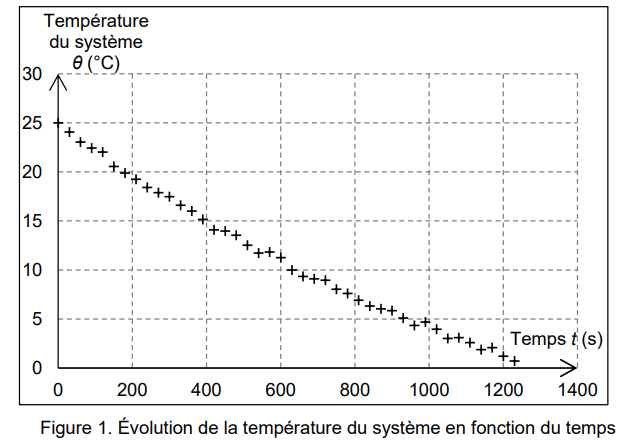 Température
du système
θ (°C)
30
25
20
15
10
5
0
Temps t (s)
0 200 400 600 800 1000 1200 1400
Figure 1. Évolution de la température du système en fonction du temps